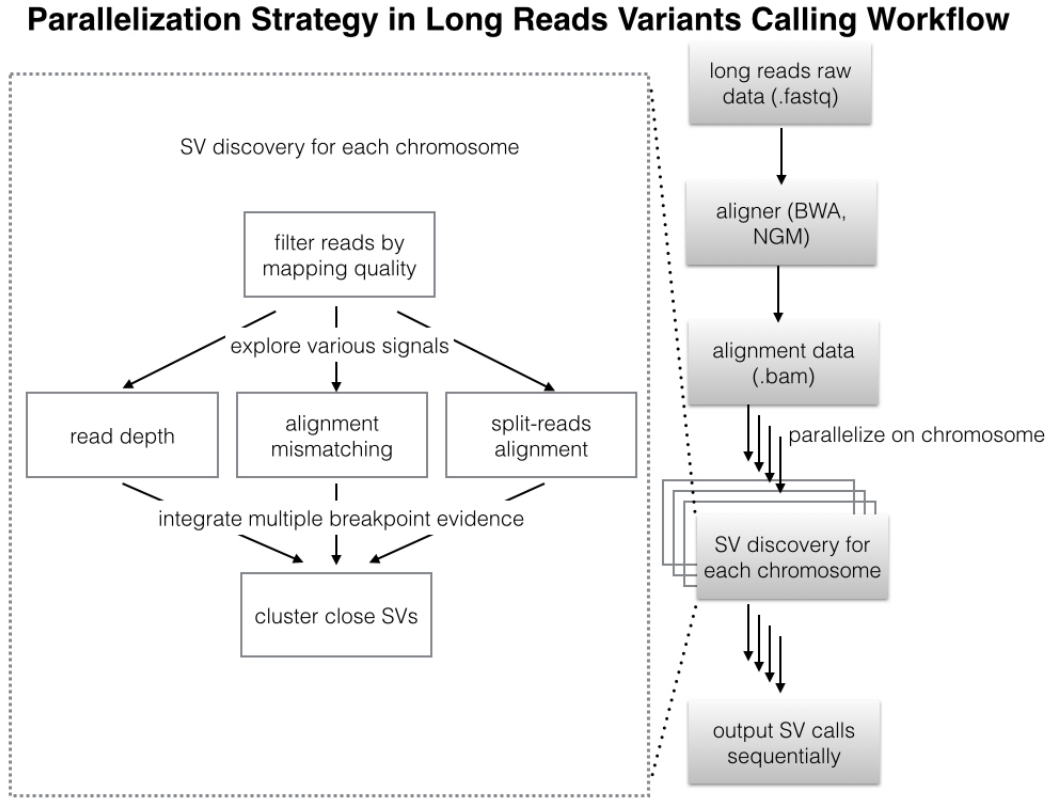 Parallelization Strategy in Long Reads Variants Calling Workflow
SV discovery for each chromosome
filter reads by
mapping quality
explore various signals
read depth
alignment
mismatching
split-reads
alignment
integrate multiple breakpoint evidence
cluster close SVs
long reads raw
data (.fastq)
aligner (BWA,
NGM)
alignment data
(.bam)
parallelize on chromosome
SV discovery for
each chromosome
output SV calls
sequentially